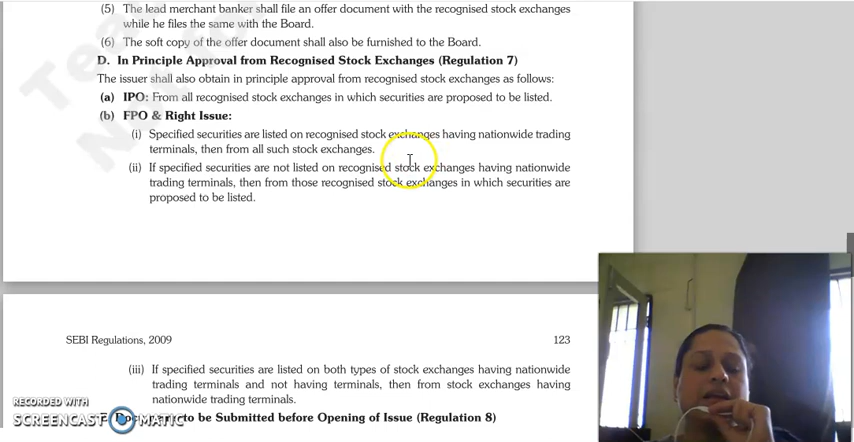 (5) The lead merchant banker shall file an offer document with the recognised stock exchanges
while he files the same with the Board.
(6) The soft copy of the offer document shall also be furnished to the Board.
D. In Principle Approval from Recognised Stock Exchanges (Regulation 7)
The issuer shall also obtain in principle approval from recognised stock exchanges as follows:
(a) IPO: From all recognised stock exchanges in which securities are proposed to be listed.
(b) FPO & Right Issue:
(i) Specified securities are listed on recognised stock exchanges having nationwide trading
terminals, then from all such stock exchanges.
(ii) If specified securities are not listed on recognised stock exchanges having nationwide
trading terminals, then from those recognised stock exchanges in which securities are
proposed to be listed.
SEBI Regulations, 2009 123
(iii) If specified securities are listed on both types of stock exchanges having nationwide
trading terminals and not having terminals, then from stock exchanges having
nationwide trading terminals.
to be Submitted before Opening of Issue (Regulation 8)
RECORDED WITH
SCREENCAST MATIC